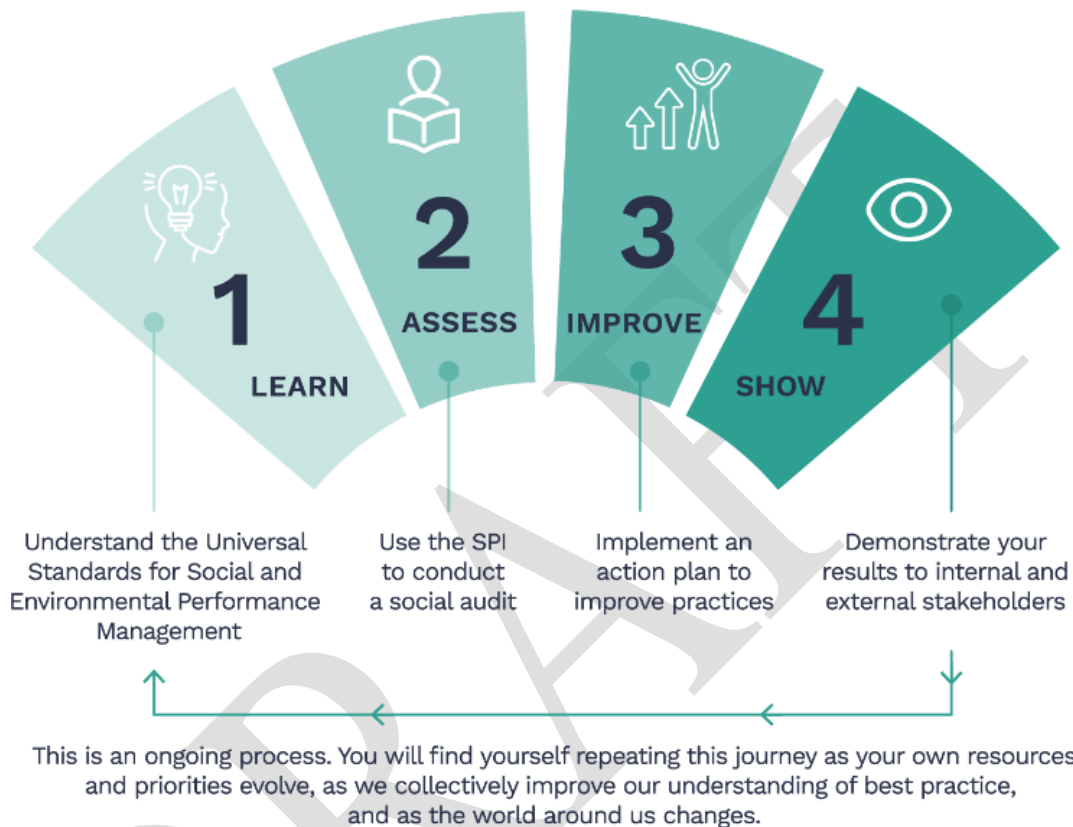 1
LEARN
2
ASSESS
3
IMPROVE
4
SHOW
Understand the Universal
Standards for Social and
Environmental Performance
Management
Use the SPI
to conduct
a social audit
Implement an
action plan to
improve practices
Demonstrate your
results to internal and
external stakeholders
This is an ongoing process. You will find yourself repeating this journey as your own resources
and priorities evolve, as we collectively improve our understanding of best practice,
and as the world around us changes.
DRAFT